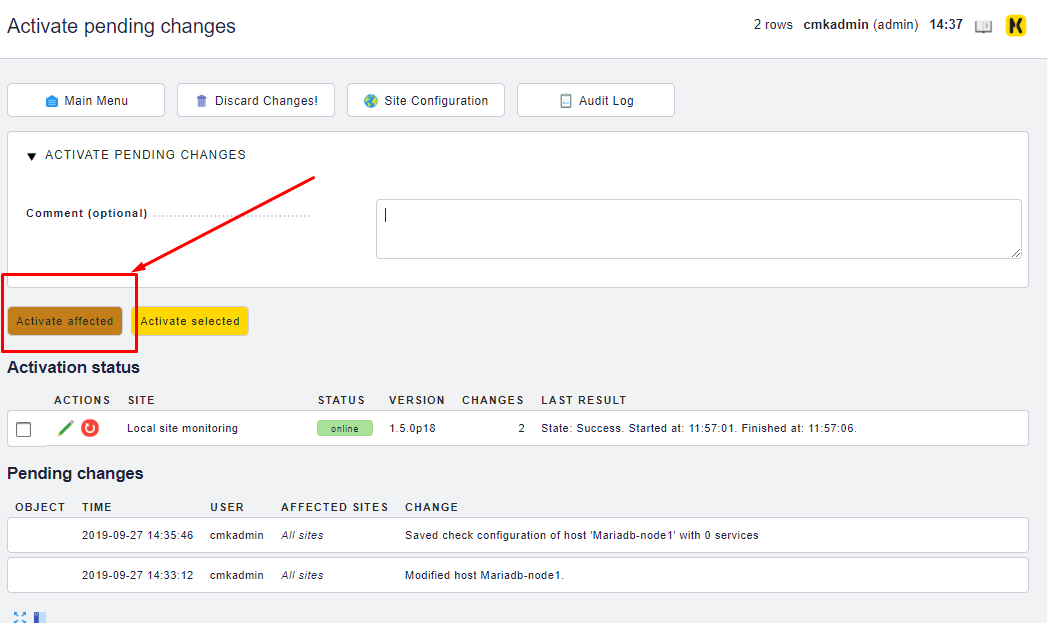 Activate pending changes
2 rows cmkadmin (admin) 14:37
Main Menu Discard Changes! Site Configuration Audit Log
ACTIVATE PENDING CHANGES
Comment (optional)
Activate affected Activate selected
Activation status
ACTIONS SITE STATUS VERSION CHANGES LAST RESULT
Local site monitoring online 1.5.0p18 2 State: Success. Started at: 11:57:01. Finished at: 11:57:06.
Pending changes
OBJECT TIME USER AFFECTED SITES CHANGE
2019-09-27 14:35:46 cmkadmin All sites Saved check configuration of host 'Mariadb-node1' with 0 services
2019-09-27 14:33:12 cmkadmin All sites Modified host Mariadb-node1.